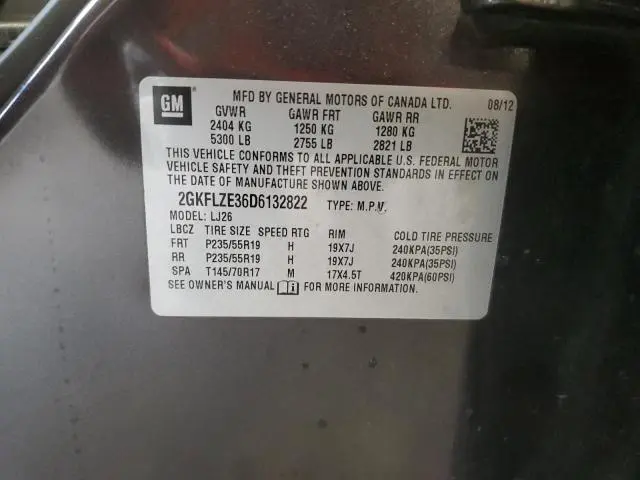 GM
MFD BY GENERAL MOTORS OF CANADA LTD. 08/12
GVWR GAWR FRT GAWR RR
2404 KG 1250 KG 1280 KG
5300 LB 2755 LB 2821 LB
THIS VEHICLE CONFORMS TO ALL APPLICABLE U.S. FEDERAL MOTOR
VEHICLE SAFETY AND THEFT PREVENTION STANDARDS IN EFFECT ON
THE DATE OF MANUFACTURE SHOWN ABOVE.
2GKFLZE36D6132822 TYPE: M.P.V.
MODEL: LJ26
LBCZ TIRE SIZE SPEED RTG RIM COLD TIRE PRESSURE
FRT P235/55R19 H 19X7J 240KPA(35PSI)
RR P235/55R19 H 19X7J 240KPA(35PSI)
SPA T145/70R17 M 17X4.5T 420KPA(60PSI)
SEE OWNER'S MANUAL FOR MORE INFORMATION.